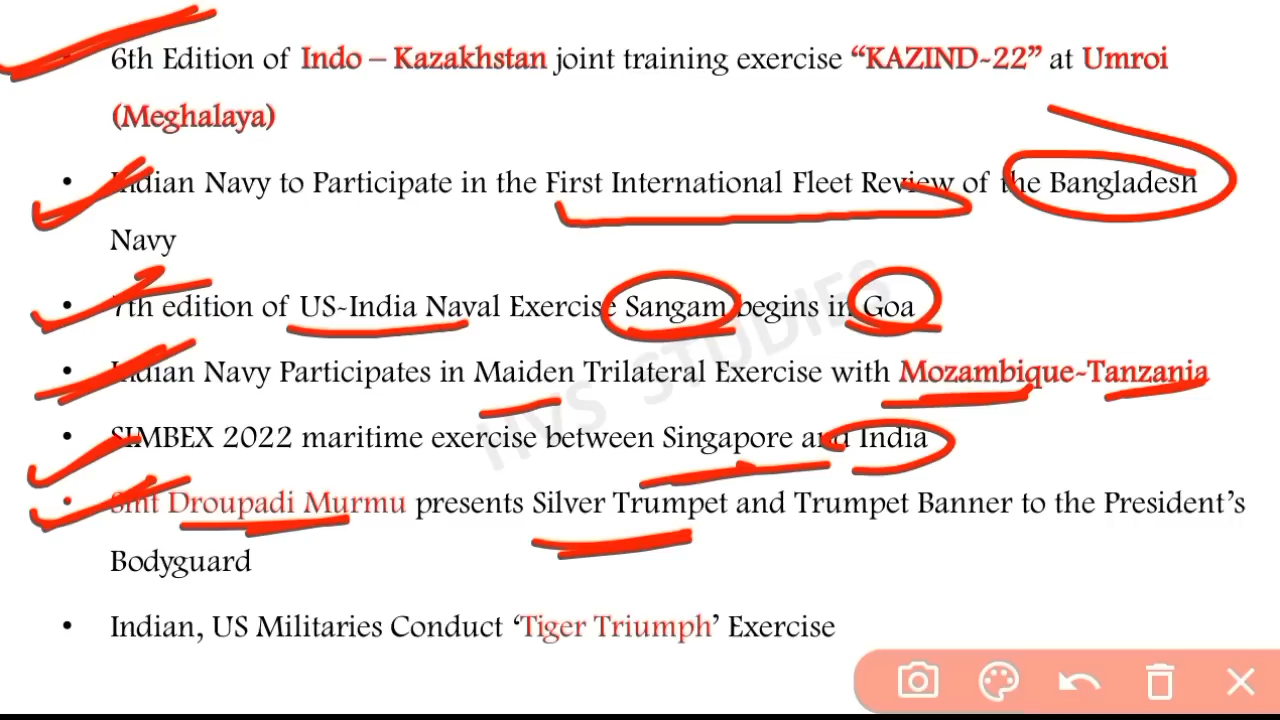 6th Edition of Indo – Kazakhstan joint training exercise “KAZIND-22” at Umroi
(Meghalaya)
• Indian Navy to Participate in the First International Fleet Review of the Bangladesh
Navy
• 7th edition of US-India Naval Exercise Sangam begins in Goa
• Indian Navy Participates in Maiden Trilateral Exercise with Mozambique-Tanzania
• SIMBEX 2022 maritime exercise between Singapore and India
• Smt Droupadi Murmu presents Silver Trumpet and Trumpet Banner to the President’s
Bodyguard
• Indian, US Militaries Conduct ‘Tiger Triumph’ Exercise
STUDIES